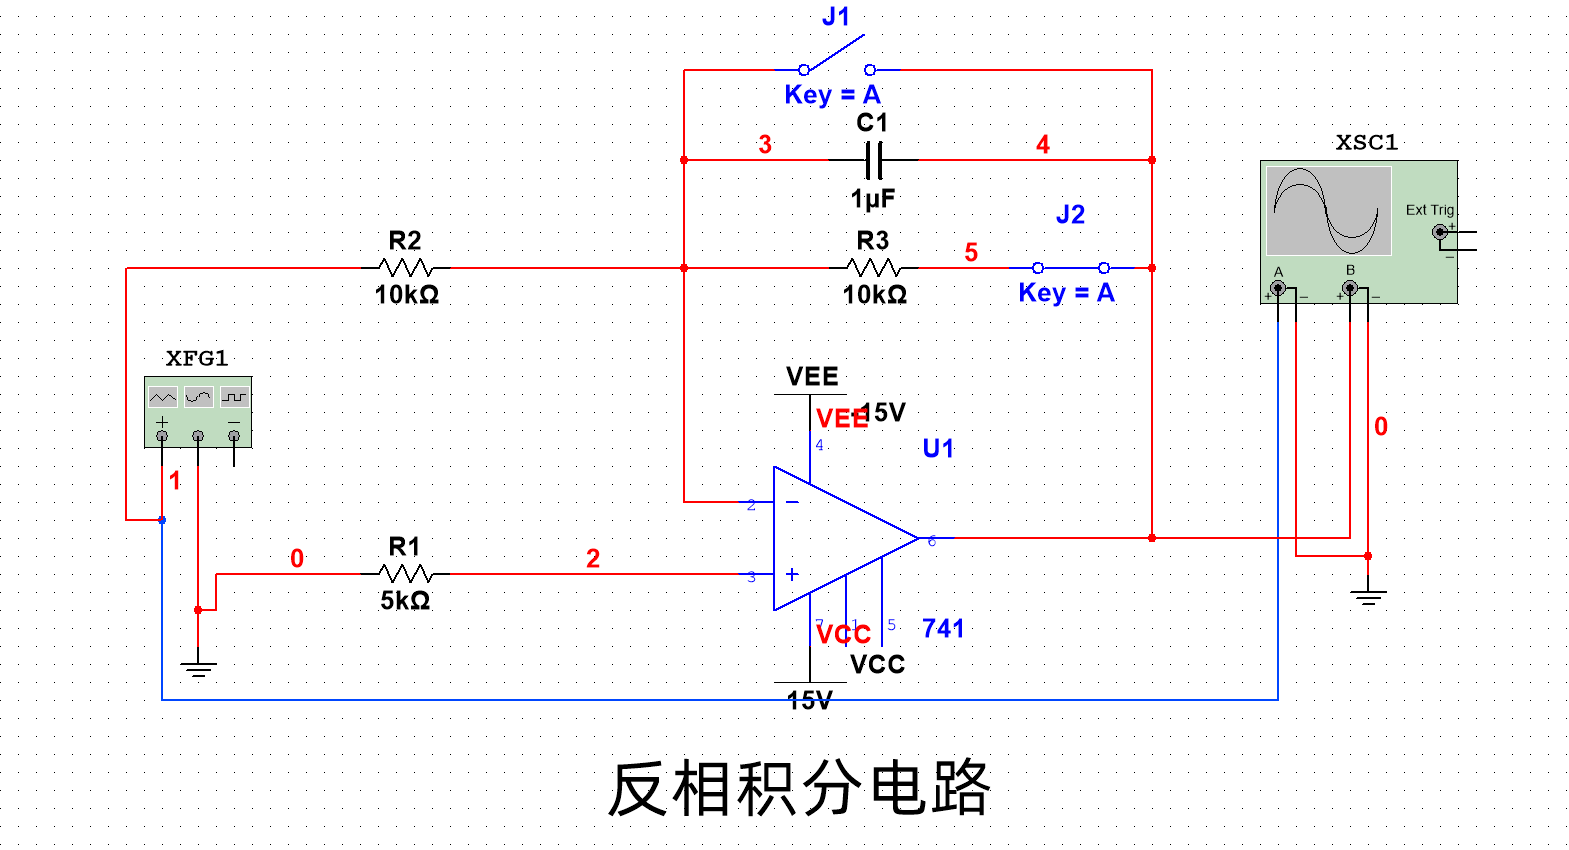 J1
Key = A
C1
3
4
1µF
XSC1
J2
Ext Trig
+
−
R2
R3
5
10kΩ
10kΩ
Key = A
A
B
+
−
+
−
XFG1
VEE
-15V
VEE
+
−
4
U1
0
1
2
−
6
R1
0
2
5kΩ
3
+
7
1
5
741
VCC
VCC
15V
反相积分电路